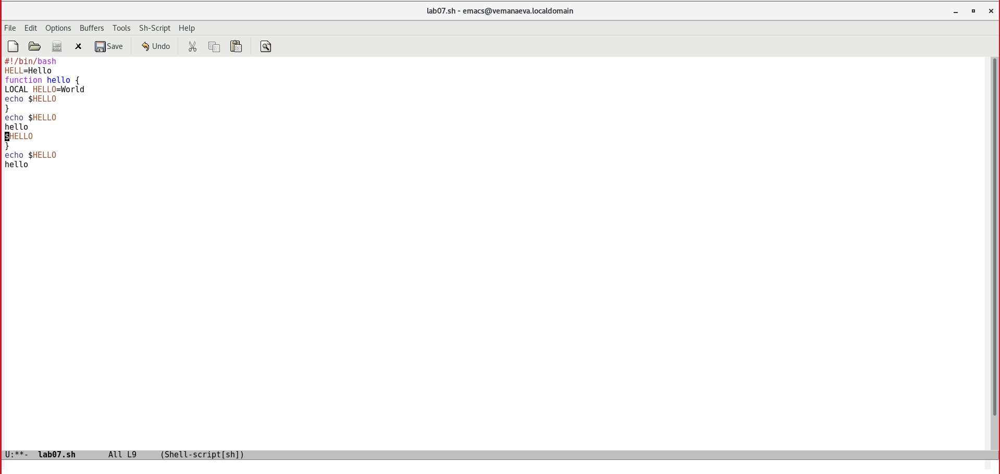 lab07.sh - emacs@vemanaeva.localdomain
File Edit Options Buffers Tools Sh-Script Help
Save Undo
#!/bin/bash
HELL=Hello
function hello {
LOCAL HELLO=World
echo $HELLO
}
echo $HELLO
hello
$HELLO
}
echo $HELLO
hello
U:**- lab07.sh All L9 (Shell-script[sh])